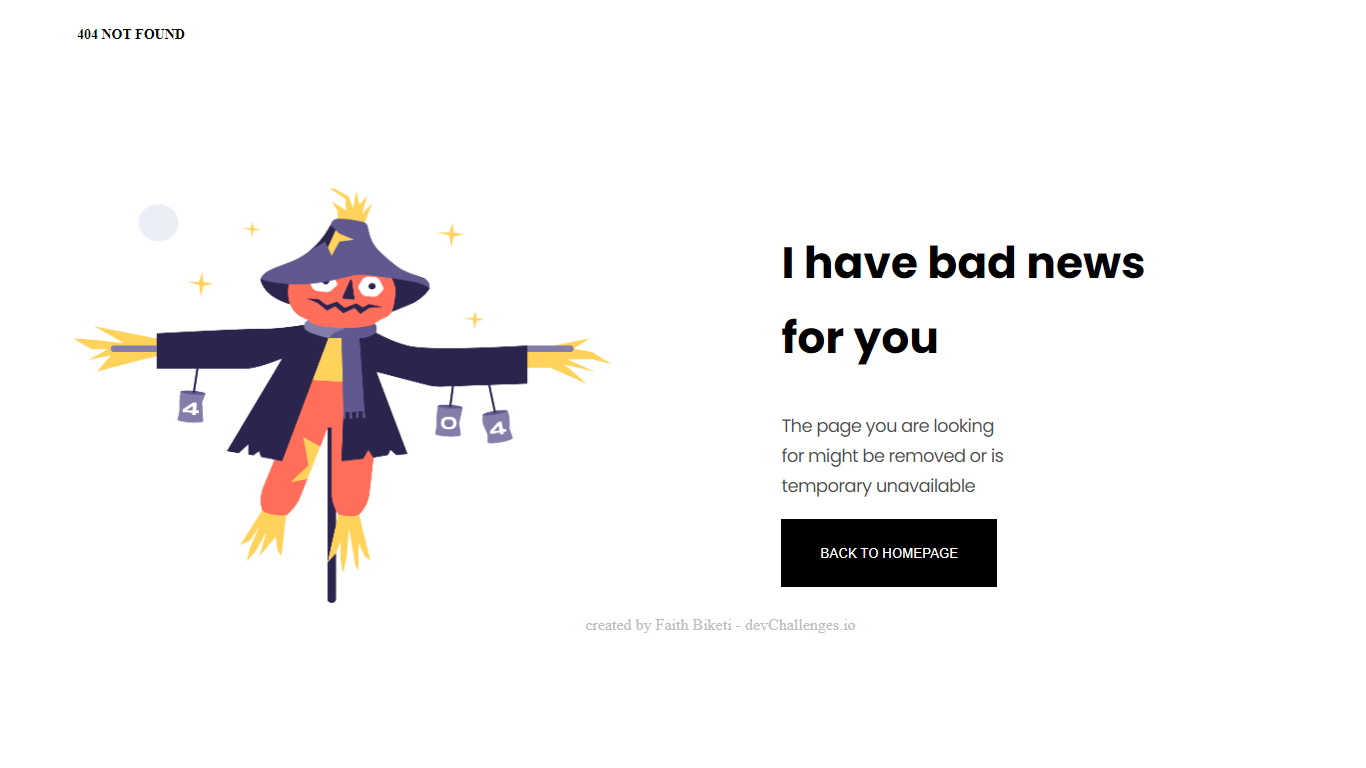 404 NOT FOUND
I have bad news
for you
4
0
4
The page you are looking
for might be removed or is
temporary unavailable
BACK TO HOMEPAGE
created by Faith Biketi - devChallenges.io